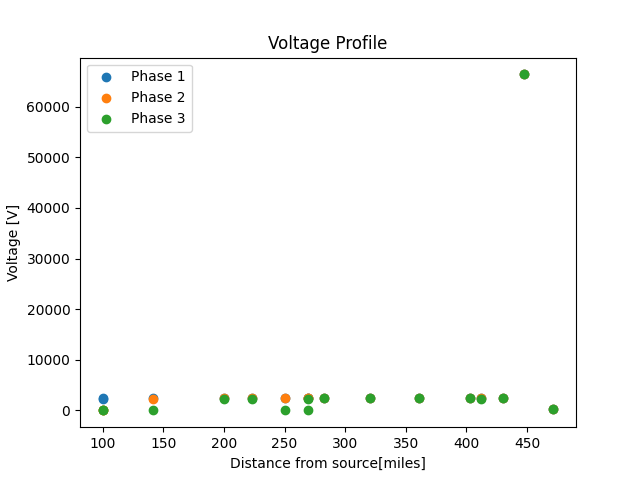 Voltage Profile
Phase 1
Phase 2
Phase 3
60000
50000
40000
30000
20000
10000
0
Voltage [V]
100 150 200 250 300 350 400 450
Distance from source[miles]